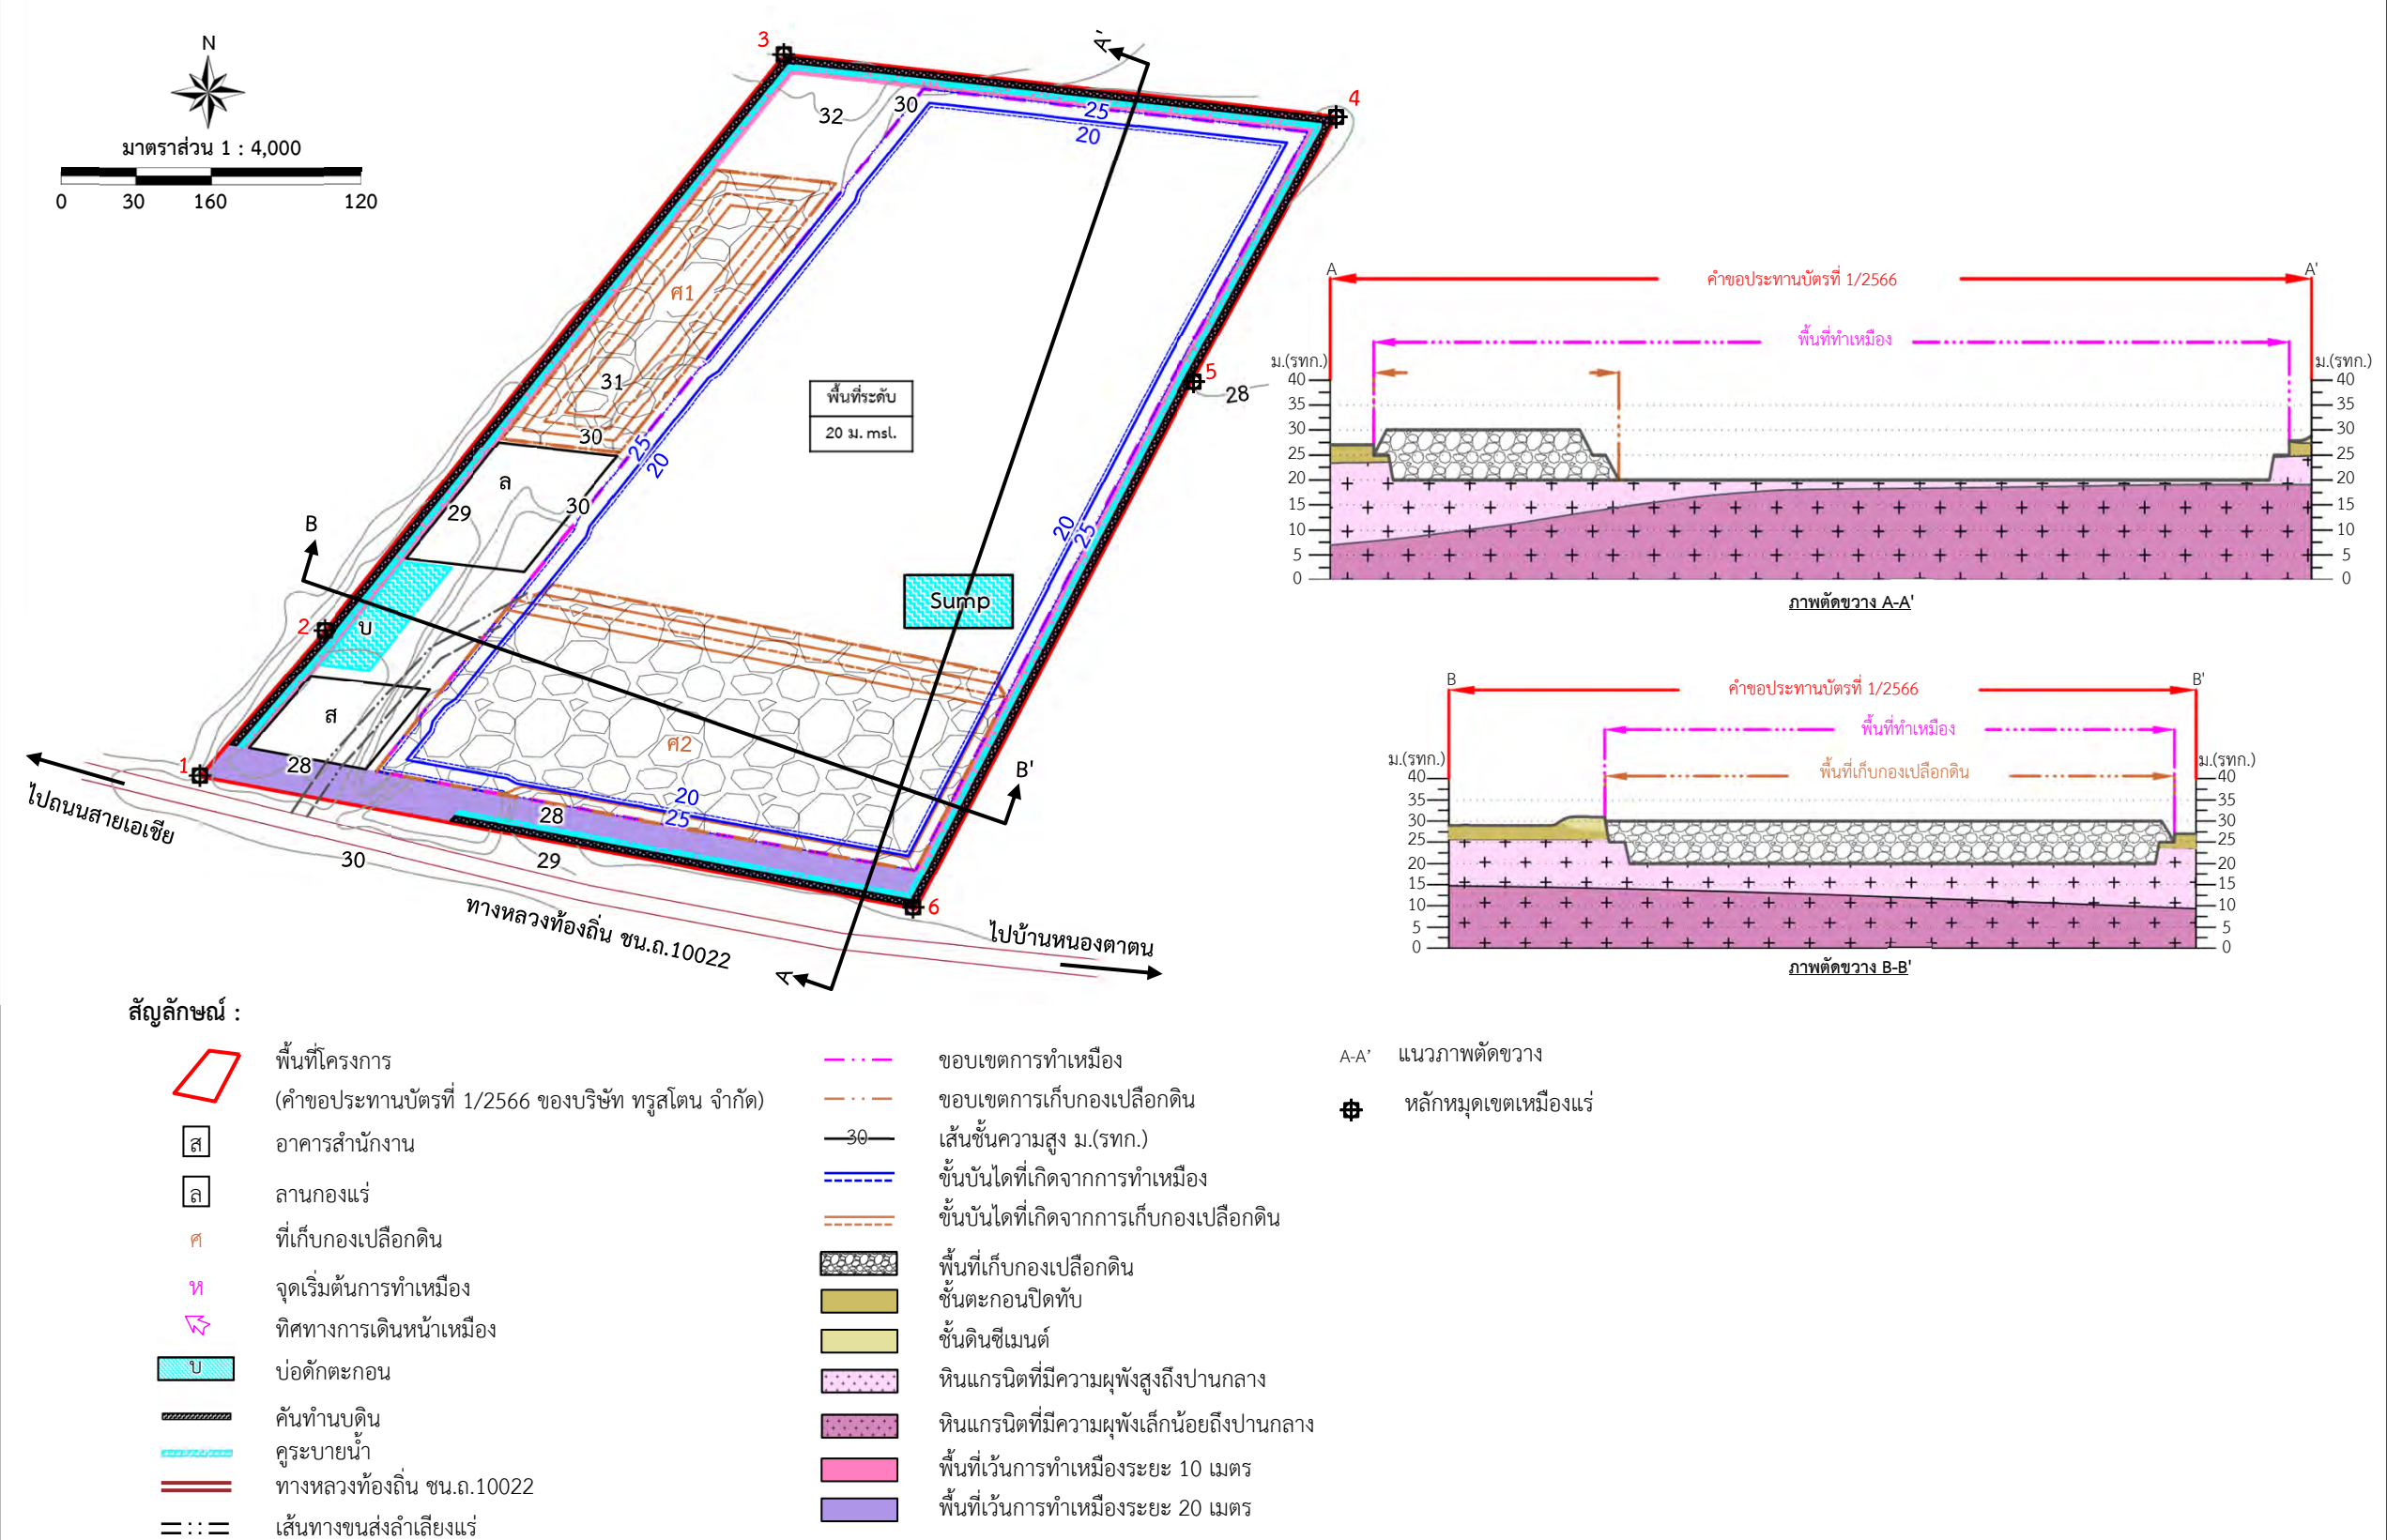 N
มาตราส่วน 1 : 4,000
0 30 160 120
3
4
5
2
1
6
A'
32
30
25
20
ศ1
31
30
25
20
พื้นที่ระดับ
20 ม. msl.
28
ล
29
30
B
20
25
Sump
บ
ส
ศ2
28
B'
20
25
28
29
30
A
ไปถนนสายเอเชีย
ทางหลวงท้องถิ่น ชน.ถ.10022
ไปบ้านหนองตาตน
A A'
คำขอประทานบัตรที่ 1/2566
พื้นที่ทำเหมือง
ม.(รทก.) ม.(รทก.)
40 40
35 35
30 30
25 25
20 20
15 15
10 10
5 5
0 0
ภาพตัดขวาง A-A'
B B'
คำขอประทานบัตรที่ 1/2566
พื้นที่ทำเหมือง
พื้นที่เก็บกองเปลือกดิน
ม.(รทก.) ม.(รทก.)
40 40
35 35
30 30
25 25
20 20
15 15
10 10
5 5
0 0
ภาพตัดขวาง B-B'
สัญลักษณ์ :
พื้นที่โครงการ
(คำขอประทานบัตรที่ 1/2566 ของบริษัท ทรูสโตน จำกัด)
ส อาคารสำนักงาน
ล ลานกองแร่
ศ ที่เก็บกองเปลือกดิน
ห จุดเริ่มต้นการทำเหมือง
ทิศทางการเดินหน้าเหมือง
บ บ่อดักตะกอน
คันทำนบดิน
คูระบายน้ำ
ทางหลวงท้องถิ่น ชน.ถ.10022
เส้นทางขนส่งลำเลียงแร่
ขอบเขตการทำเหมือง
ขอบเขตการเก็บกองเปลือกดิน
30 เส้นชั้นความสูง ม.(รทก.)
ขั้นบันไดที่เกิดจากการทำเหมือง
ขั้นบันไดที่เกิดจากการเก็บกองเปลือกดิน
พื้นที่เก็บกองเปลือกดิน
ชั้นตะกอนปิดทับ
ชั้นดินซีเมนต์
หินแกรนิตที่มีความผุพังสูงถึงปานกลาง
หินแกรนิตที่มีความผุพังเล็กน้อยถึงปานกลาง
พื้นที่เว้นการทำเหมืองระยะ 10 เมตร
พื้นที่เว้นการทำเหมืองระยะ 20 เมตร
A-A' แนวภาพตัดขวาง
หลักหมุดเขตเหมืองแร่